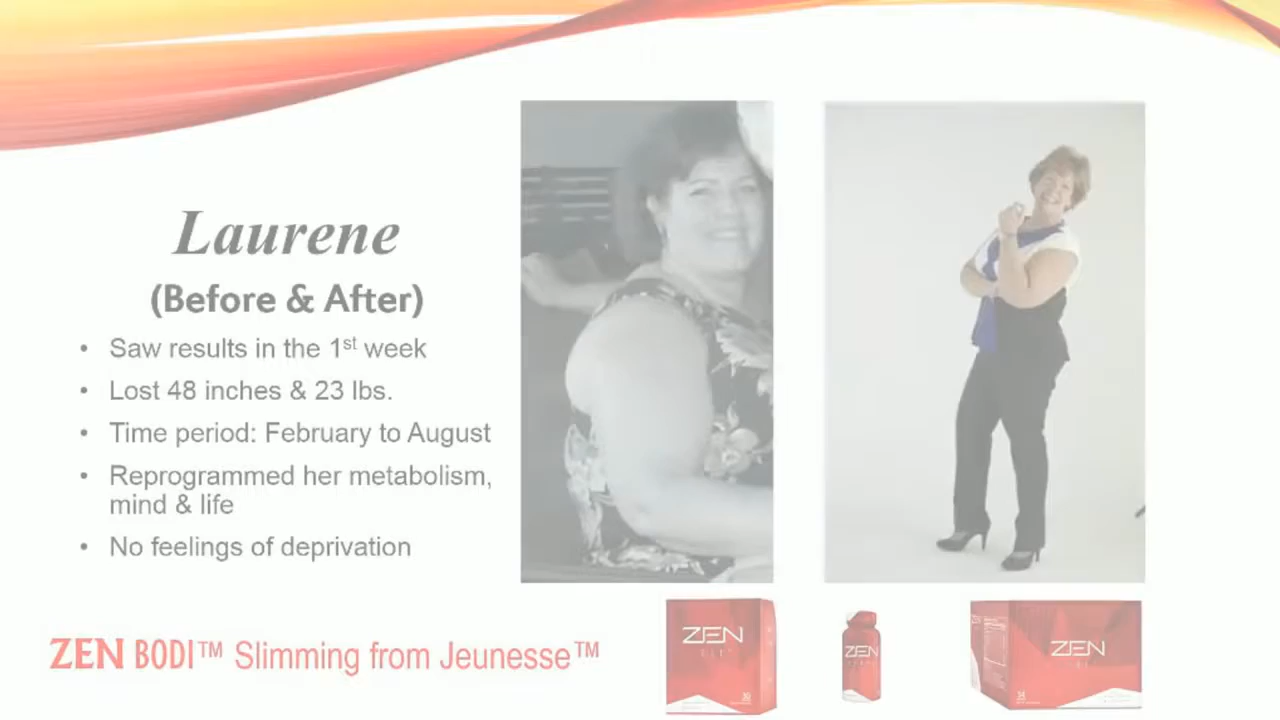 Laurene
(Before & After)
• Saw results in the 1st week
• Lost 48 inches & 23 lbs.
• Time period: February to August
• Reprogrammed her metabolism,
mind & life
• No feelings of deprivation
ZEN BODI™ Slimming from Jeunesse™
ZEN
30
ZEN
ZEN